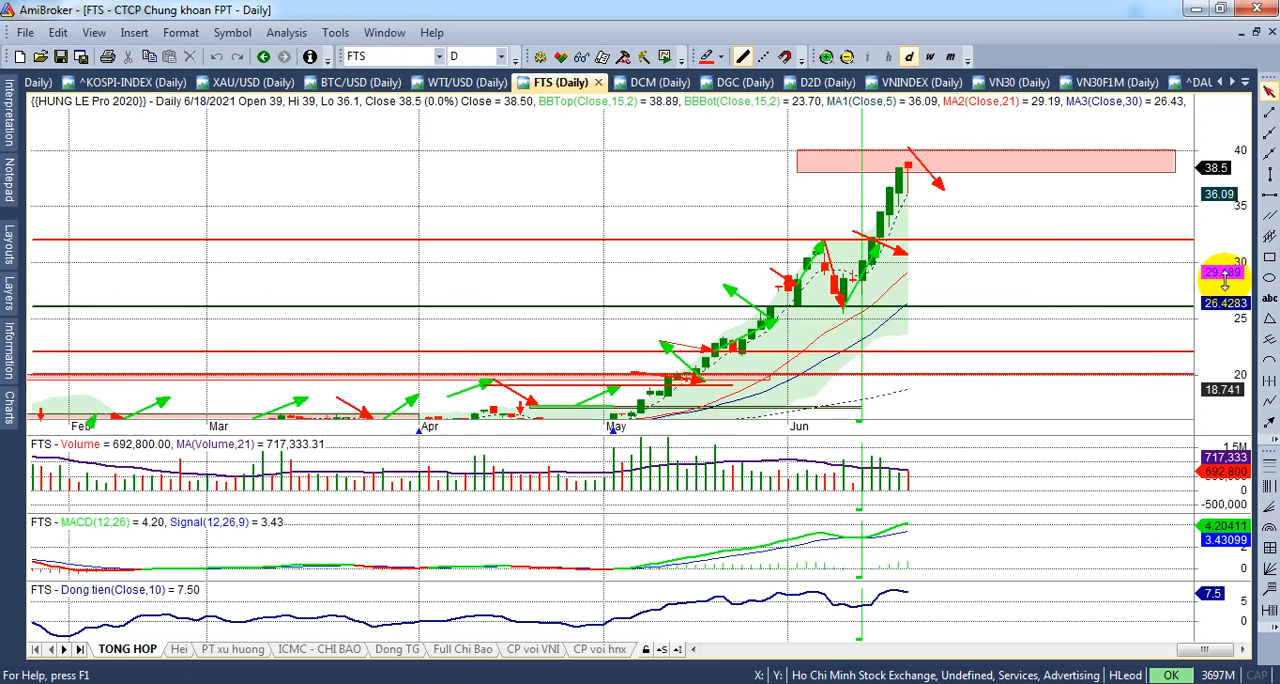 AmiBroker - [FTS - CTCP Chung khoan FPT - Daily]
File Edit View Insert Format Symbol Analysis Tools Window Help
FTS D i h d w m
Daily) ^KOSPI-INDEX (Daily) XAU/USD (Daily) BTC/USD (Daily) WTI/USD (Daily) FTS (Daily) DCM (Daily) DGC (Daily) D2D (Daily) VNINDEX (Daily) VN30 (Daily) VN30F1M (Daily) ^DAL
{{HUNG LE Pro 2020}} - Daily 6/18/2021 Open 39, Hi 39, Lo 36.1, Close 38.5 (0.0%) Close = 38.50, BBTop(Close,15,2) = 38.89, BBBot(Close,15,2) = 23.70, MA1(Close,5) = 36.09, MA2(Close,21) = 29.19, MA3(Close,30) = 26.43,
Interpretation
Notepad
Layouts
Layers
Information
Charts
40
38.5
36.09
35
30
26.4283
25
20
18.741
abc
Feb Mar Apr May Jun
FTS - Volume = 692,800.00, MA(Volume,21) = 717,333.31
1.5M
717,333
692,800
0
-500,000
FTS - MACD(12,26) = 4.20, Signal(12,26,9) = 3.43
4.20411
3.43099
2
0
FTS - Dong tien(Close,10) = 7.50
7.5
5
0
TONG HOP Hei PT xu huong ICMC - CHI BAO Dong TG Full Chi Bao CP voi VNI CP voi hnx
For Help, press F1 X: Y: Ho Chi Minh Stock Exchange, Undefined, Services, Advertising HLeod OK 3697M CAP